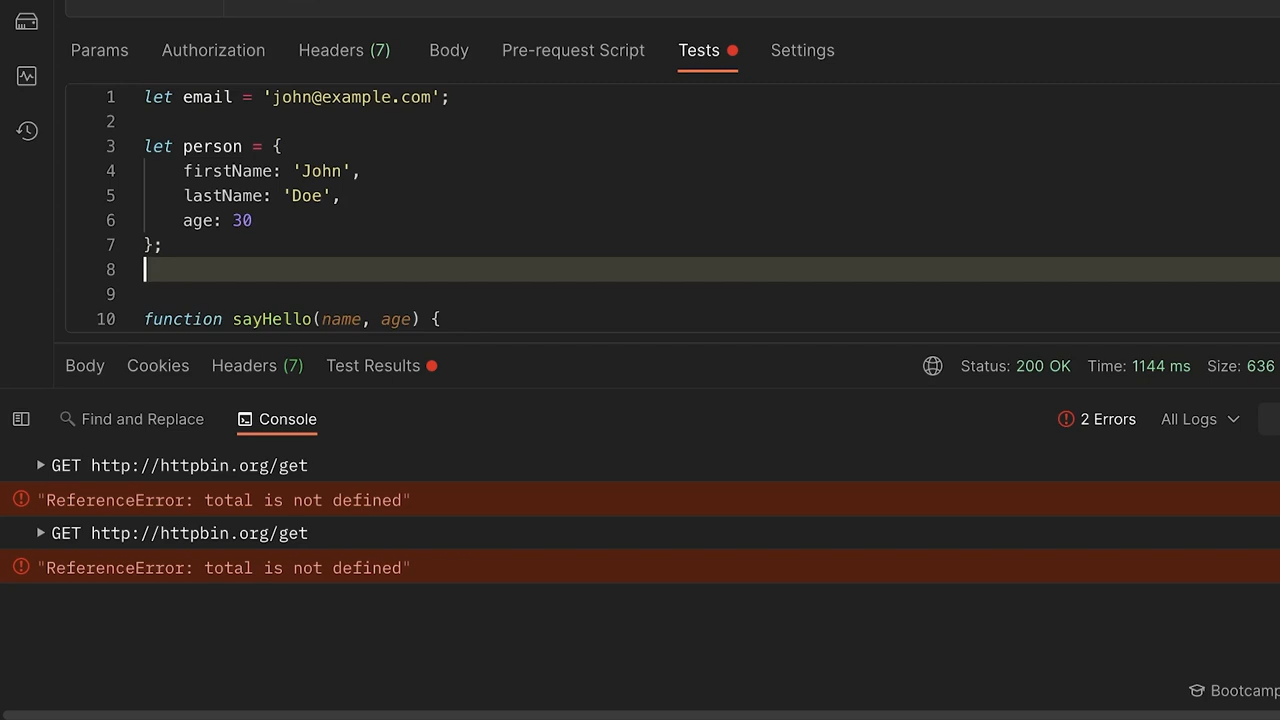 Params Authorization Headers (7) Body Pre-request Script Tests Settings
1 let email = 'john@example.com';
2
3 let person = {
4 firstName: 'John',
5 lastName: 'Doe',
6 age: 30
7 };
8
9
10 function sayHello(name, age) {
Body Cookies Headers (7) Test Results Status: 200 OK Time: 1144 ms Size: 636
Find and Replace Console 2 Errors All Logs
GET http://httpbin.org/get
"ReferenceError: total is not defined"
GET http://httpbin.org/get
"ReferenceError: total is not defined"
Bootcamp